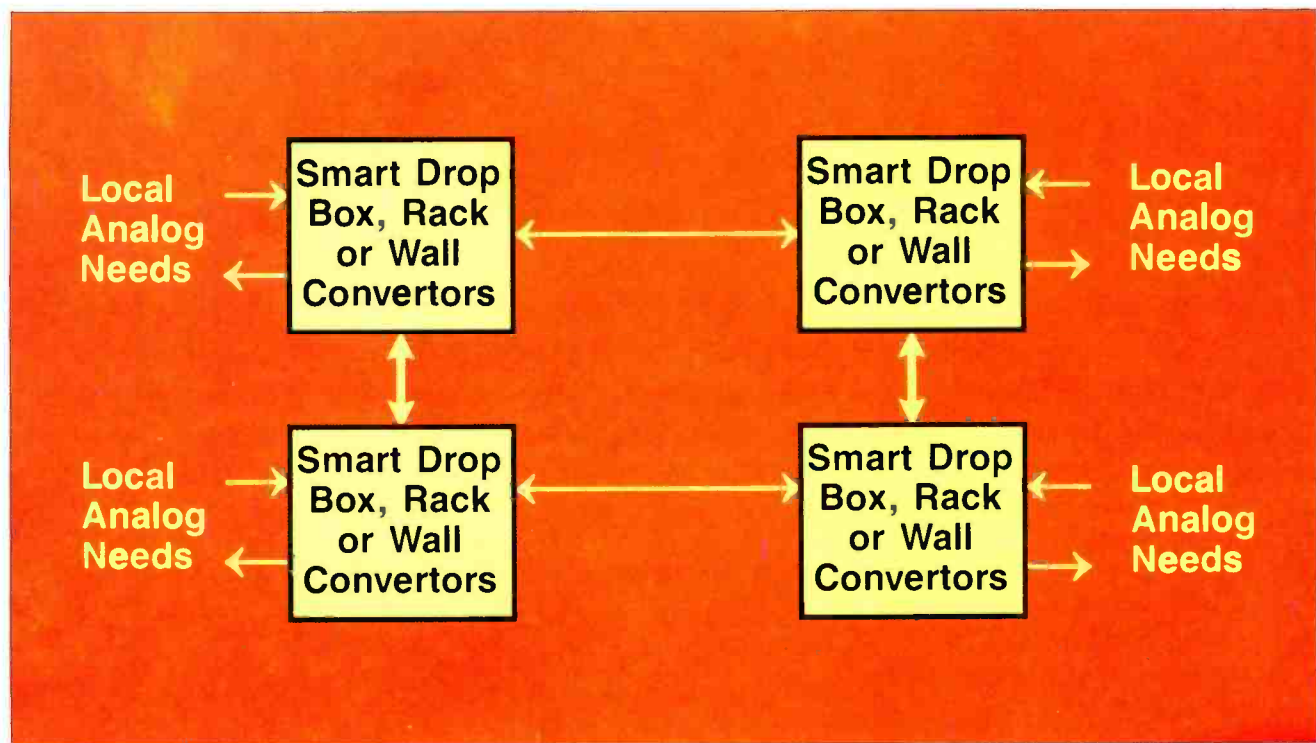 Local
Analog
Needs
Smart Drop
Box, Rack
or Wall
Convertors
Smart Drop
Box, Rack
or Wall
Convertors
Local
Analog
Needs
Local
Analog
Needs
Smart Drop
Box, Rack
or Wall
Convertors
Smart Drop
Box, Rack
or Wall
Convertors
Local
Analog
Needs